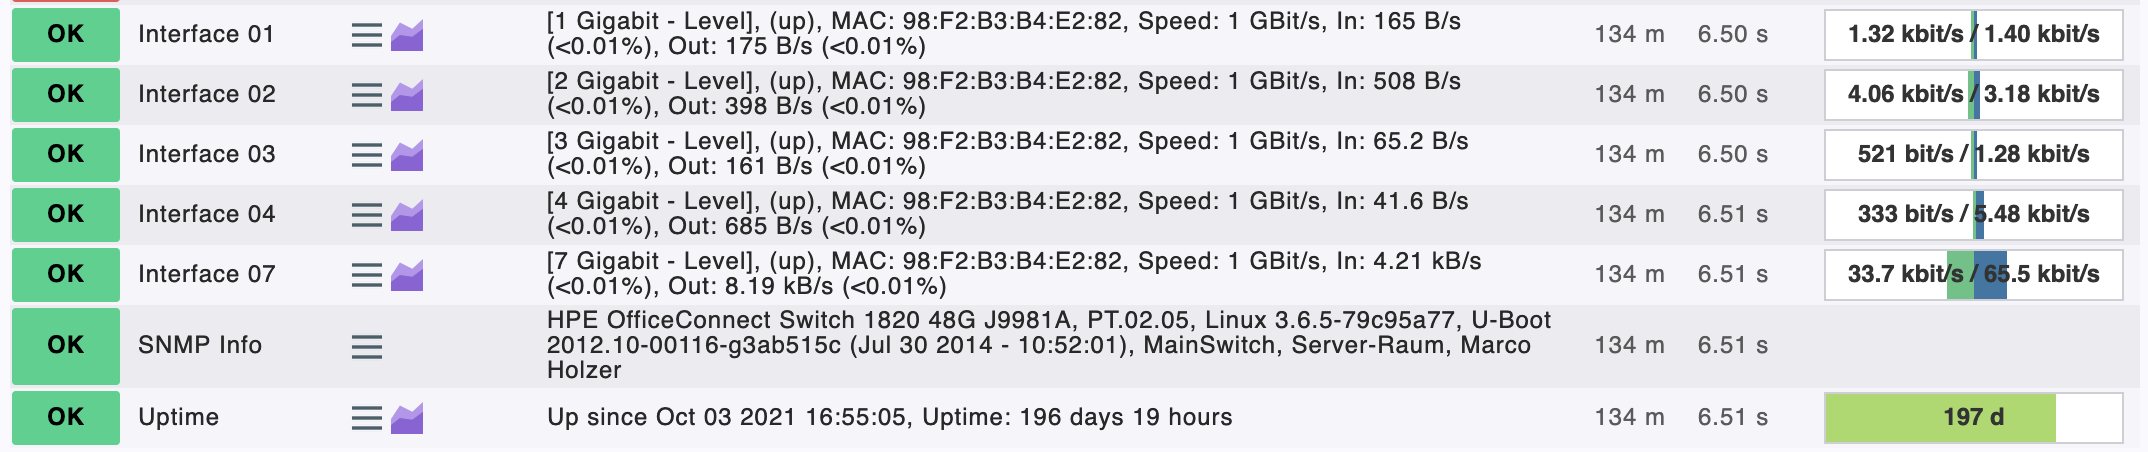 OK Interface 01 [1 Gigabit - Level], (up), MAC: 98:F2:B3:B4:E2:82, Speed: 1 GBit/s, In: 165 B/s 134 m 6.50 s 1.32 kbit/s / 1.40 kbit/s
(<0.01%), Out: 175 B/s (<0.01%)
OK Interface 02 [2 Gigabit - Level], (up), MAC: 98:F2:B3:B4:E2:82, Speed: 1 GBit/s, In: 508 B/s 134 m 6.50 s 4.06 kbit/s / 3.18 kbit/s
(<0.01%), Out: 398 B/s (<0.01%)
OK Interface 03 [3 Gigabit - Level], (up), MAC: 98:F2:B3:B4:E2:82, Speed: 1 GBit/s, In: 65.2 B/s 134 m 6.50 s 521 bit/s / 1.28 kbit/s
(<0.01%), Out: 161 B/s (<0.01%)
OK Interface 04 [4 Gigabit - Level], (up), MAC: 98:F2:B3:B4:E2:82, Speed: 1 GBit/s, In: 41.6 B/s 134 m 6.51 s 333 bit/s / 5.48 kbit/s
(<0.01%), Out: 685 B/s (<0.01%)
OK Interface 07 [7 Gigabit - Level], (up), MAC: 98:F2:B3:B4:E2:82, Speed: 1 GBit/s, In: 4.21 kB/s 134 m 6.51 s 33.7 kbit/s / 65.5 kbit/s
(<0.01%), Out: 8.19 kB/s (<0.01%)
HPE OfficeConnect Switch 1820 48G J9981A, PT.02.05, Linux 3.6.5-79c95a77, U-Boot
OK SNMP Info 2012.10-00116-g3ab515c (Jul 30 2014 - 10:52:01), MainSwitch, Server-Raum, Marco 134 m 6.51 s
Holzer
OK Uptime Up since Oct 03 2021 16:55:05, Uptime: 196 days 19 hours 134 m 6.51 s 197 d